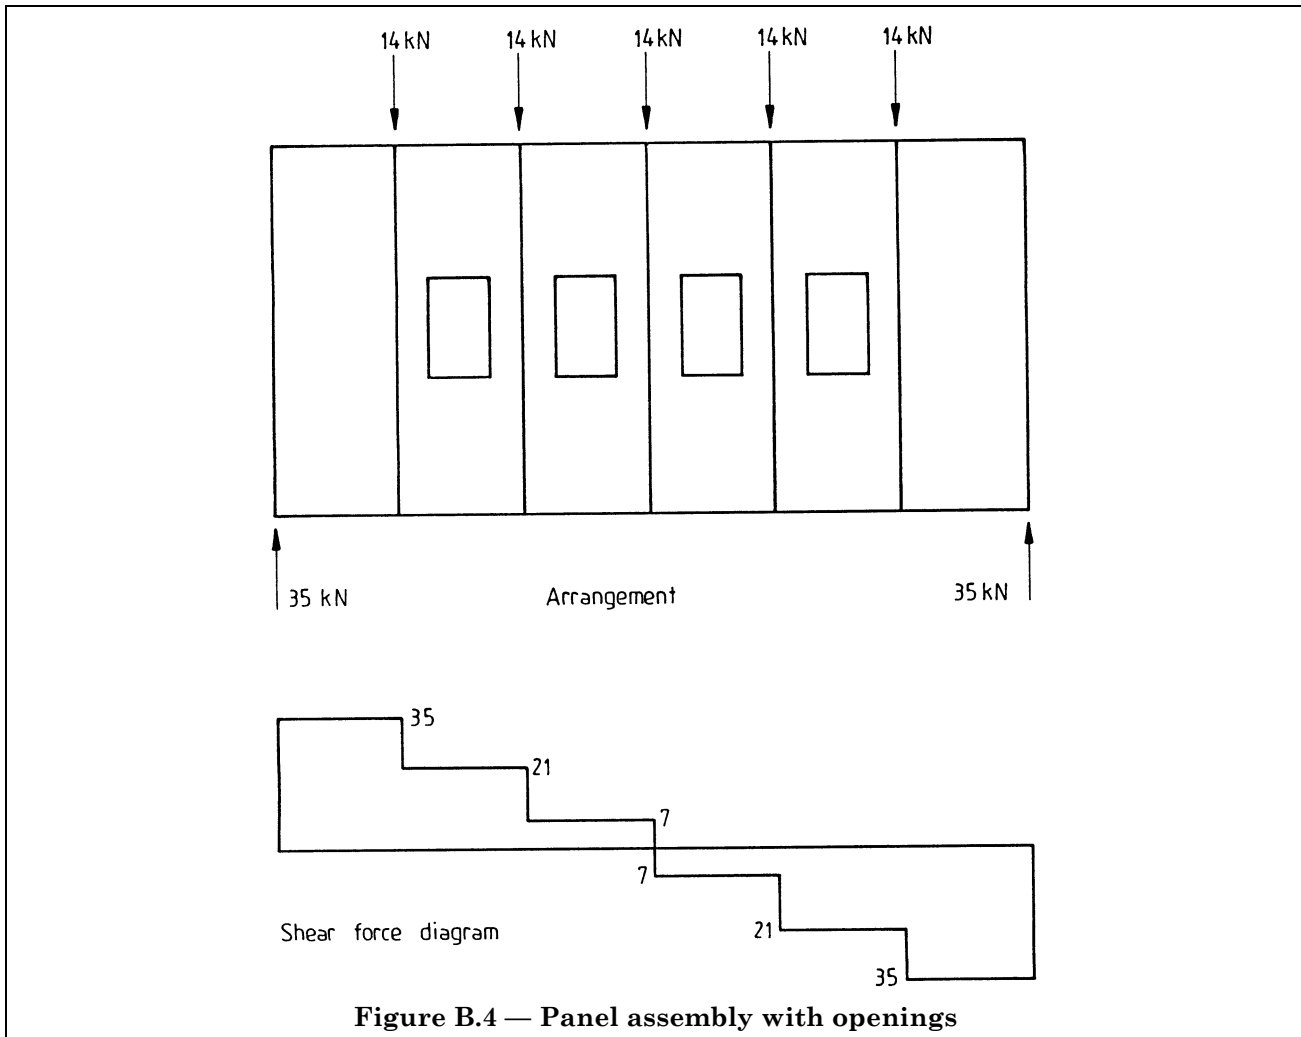 14 kN 14 kN 14 kN 14 kN 14 kN
35 kN Arrangement 35 kN
35
21
7
7
21
Shear force diagram
35
Figure B.4 — Panel assembly with openings